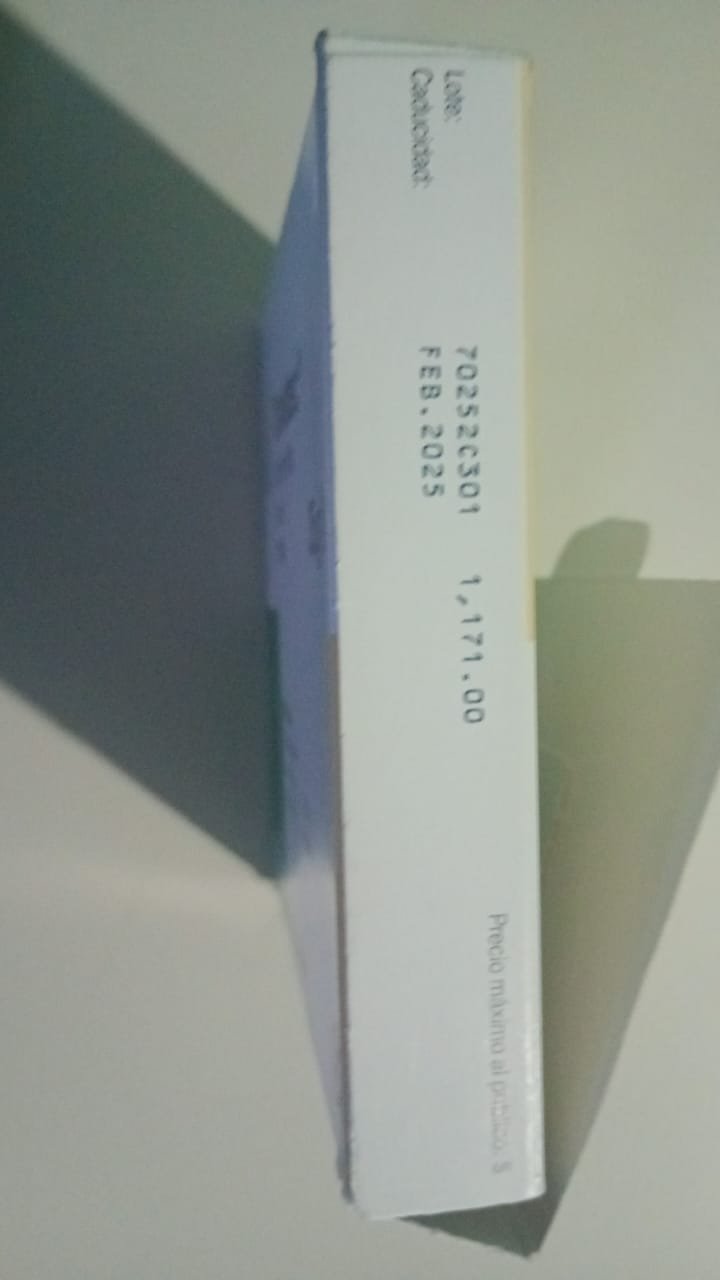 Lote: 70252C301 1,171.00
Caducidad: FEB.2025
Precio máximo al público. $